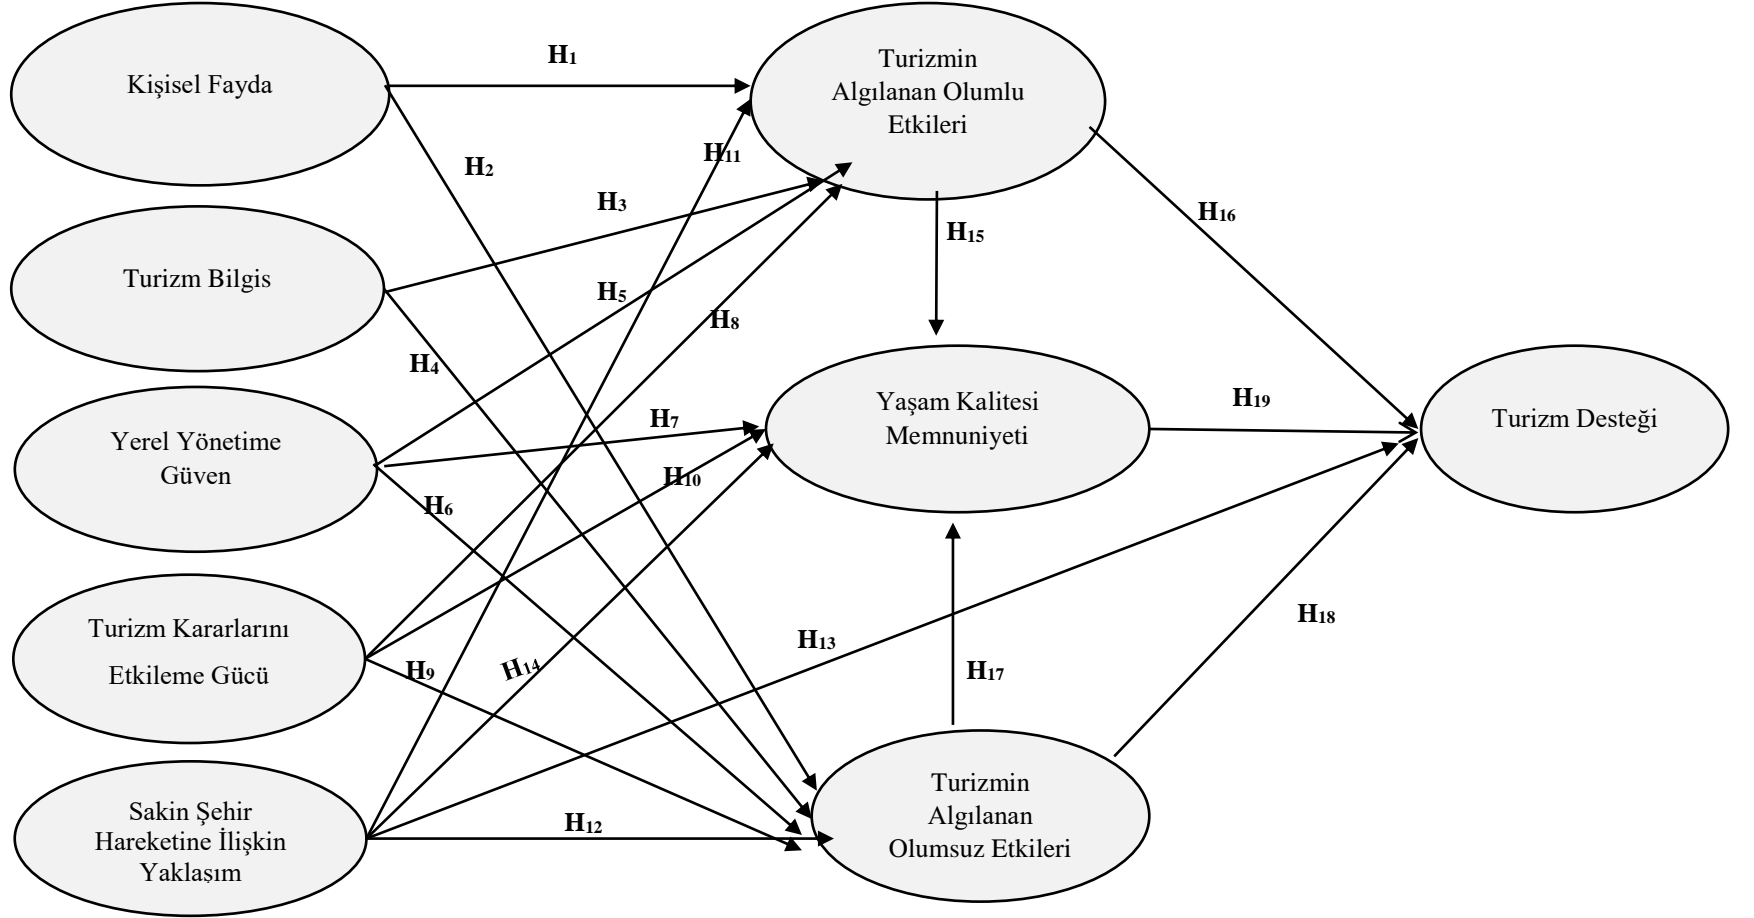 Kişisel Fayda
H1
Turizmin
Algılanan Olumlu
Etkileri
H11
H2
H3
H16
H15
Turizm Bilgis
H5
H8
H4
Yaşam Kalitesi
Memnuniyeti
H19
Turizm Desteği
H7
Yerel Yönetime
Güven
H10
H6
Turizm Kararlarını
Etkileme Gücü
H9
H14
H13
H17
H18
Turizmin
Algılanan
Olumsuz Etkileri
Sakin Şehir
Hareketine İlişkin
Yaklaşım
H12